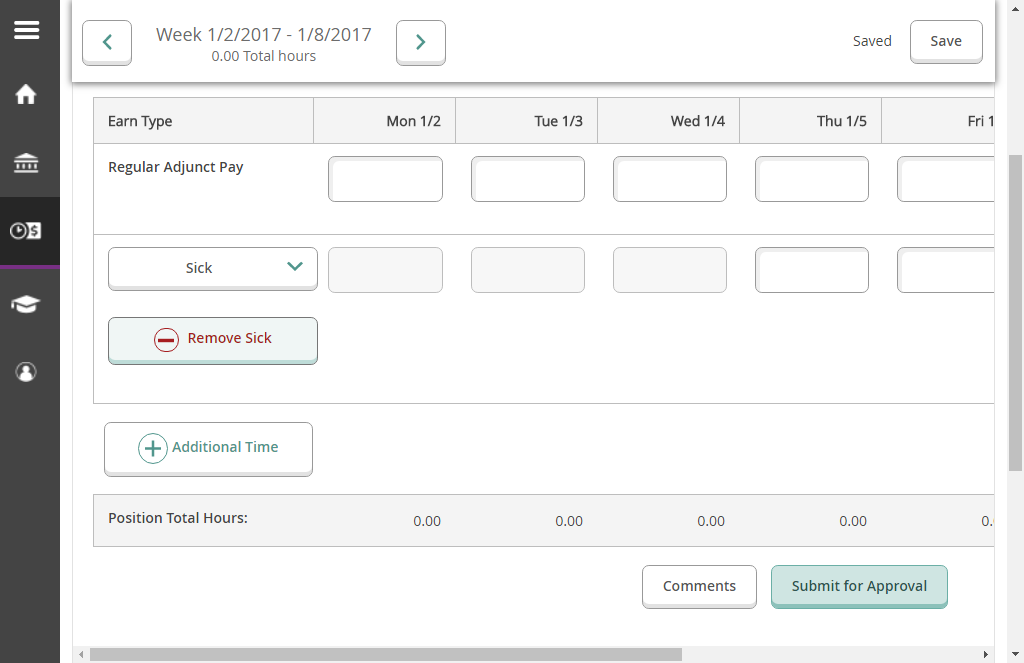 Week 1/2/2017 - 1/8/2017
0.00 Total hours
Saved
Save
Earn Type Mon 1/2 Tue 1/3 Wed 1/4 Thu 1/5 Fri 1
Regular Adjunct Pay
Sick
Remove Sick
Additional Time
Position Total Hours: 0.00 0.00 0.00 0.00 0.
Comments
Submit for Approval